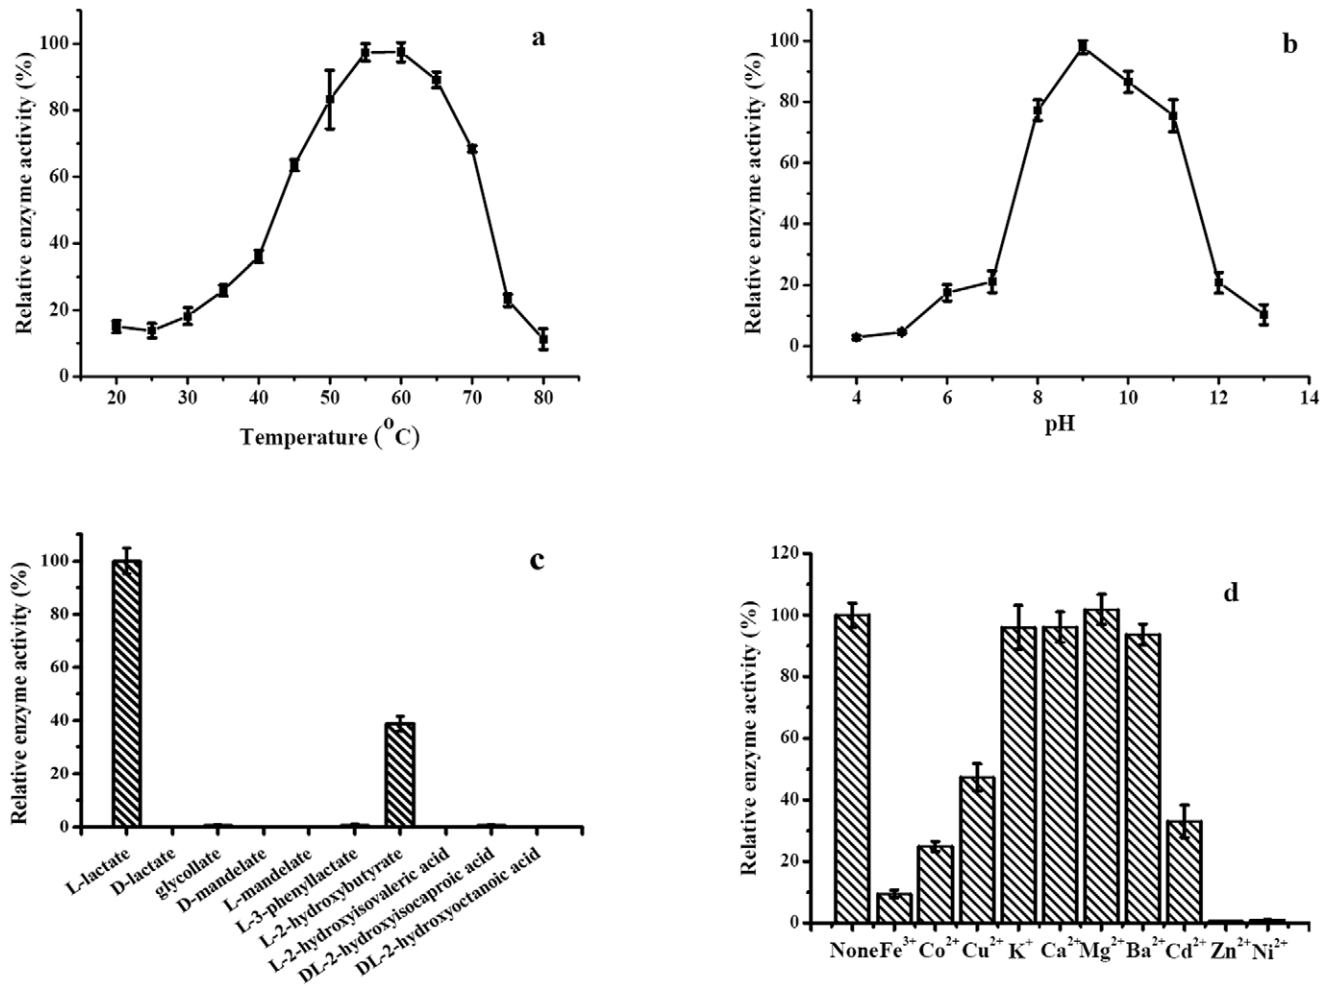 a
Relative enzyme activity (%)
100
80
60
40
20
0
20 30 40 50 60 70 80
Temperature (°C)
b
Relative enzyme activity (%)
100
80
60
40
20
0
4 6 8 10 12 14
pH
c
Relative enzyme activity (%)
100
80
60
40
20
0
L-lactate
D-lactate
glycollate
D-mandelate
L-mandelate
L-3-phenyllactate
L-2-hydroxybutyrate
L-2-hydroxyisovaleric acid
DL-2-hydroxyisocaproic acid
DL-2-hydroxyoctanoic acid
d
Relative enzyme activity (%)
120
100
80
60
40
20
0
None Fe³⁺ Co²⁺ Cu²⁺ K⁺ Ca²⁺ Mg²⁺ Ba²⁺ Cd²⁺ Zn²⁺ Ni²⁺